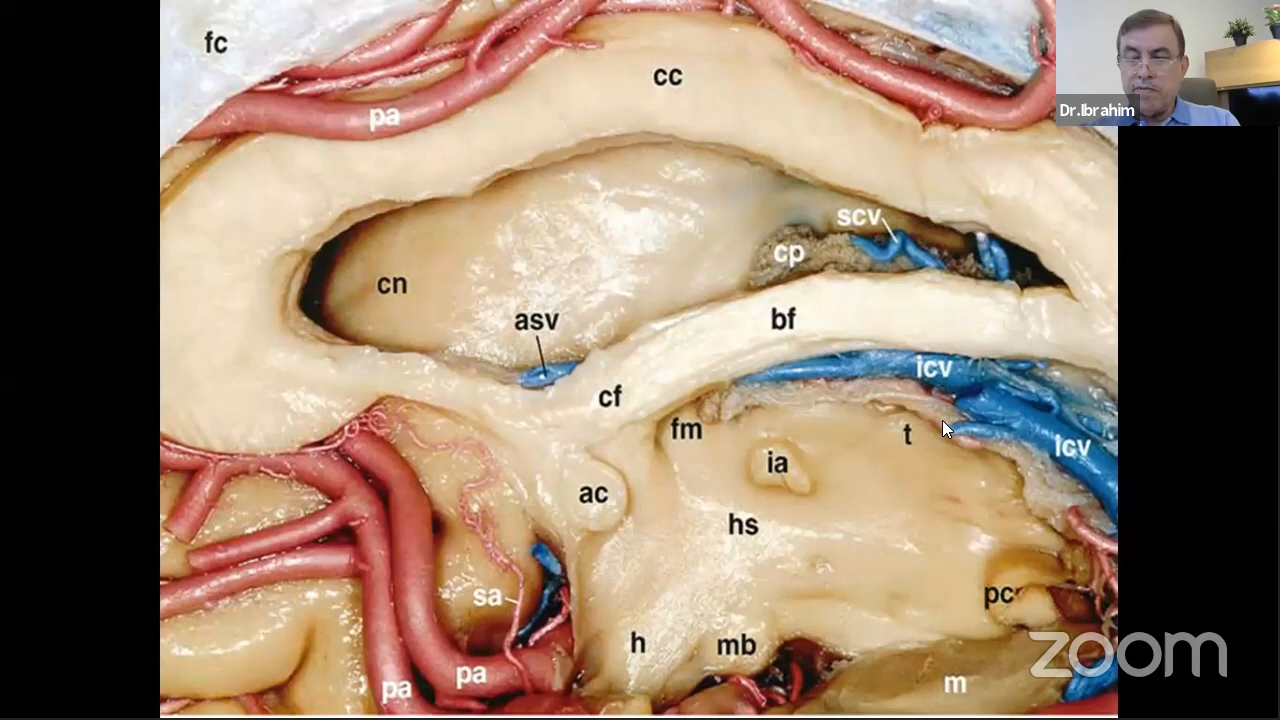 fc
cc
pa
Dr.Ibrahim
scv
cp
cn
asv
bf
icv
cf
fm
t
icv
ia
ac
hs
sa
pc
h
mb
zoom
pa
pa
m